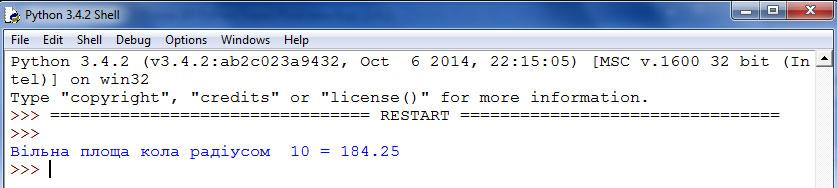 Python 3.4.2 Shell
File Edit Shell Debug Options Windows Help
Python 3.4.2 (v3.4.2:ab2c023a9432, Oct  6 2014, 22:15:05) [MSC v.1600 32 bit (In
tel)] on win32
Type "copyright", "credits" or "license()" for more information.
>>> ================================ RESTART ================================
>>>
Вільна площа кола радіусом  10 = 184.25
>>>